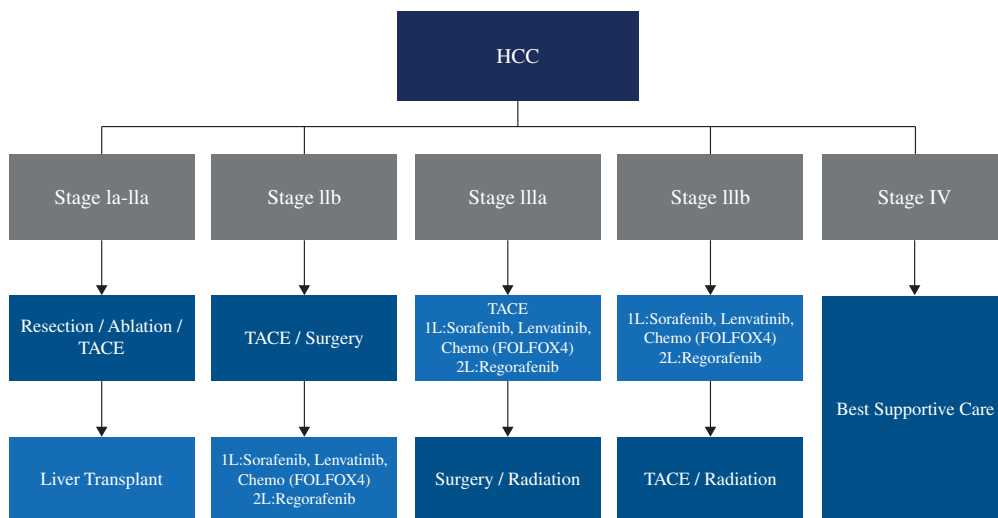 HCC
Stage la-lla
Stage llb
Stage llla
Stage lllb
Stage IV
Resection / Ablation /
TACE
TACE / Surgery
TACE
1L:Sorafenib, Lenvatinib,
Chemo (FOLFOX4)
2L:Regorafenib
1L:Sorafenib, Lenvatinib,
Chemo (FOLFOX4)
2L:Regorafenib
Best Supportive Care
Liver Transplant
1L:Sorafenib, Lenvatinib,
Chemo (FOLFOX4)
2L:Regorafenib
Surgery / Radiation
TACE / Radiation